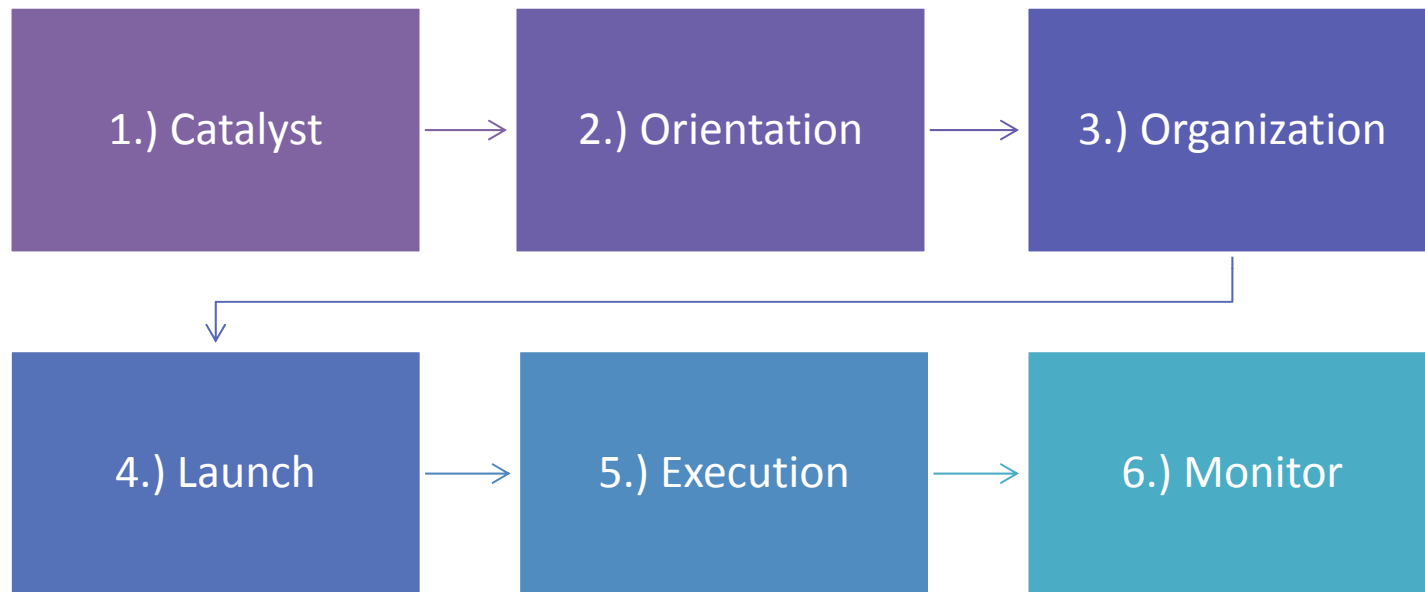 1.) Catalyst
2.) Orientation
3.) Organization
4.) Launch
5.) Execution
6.) Monitor